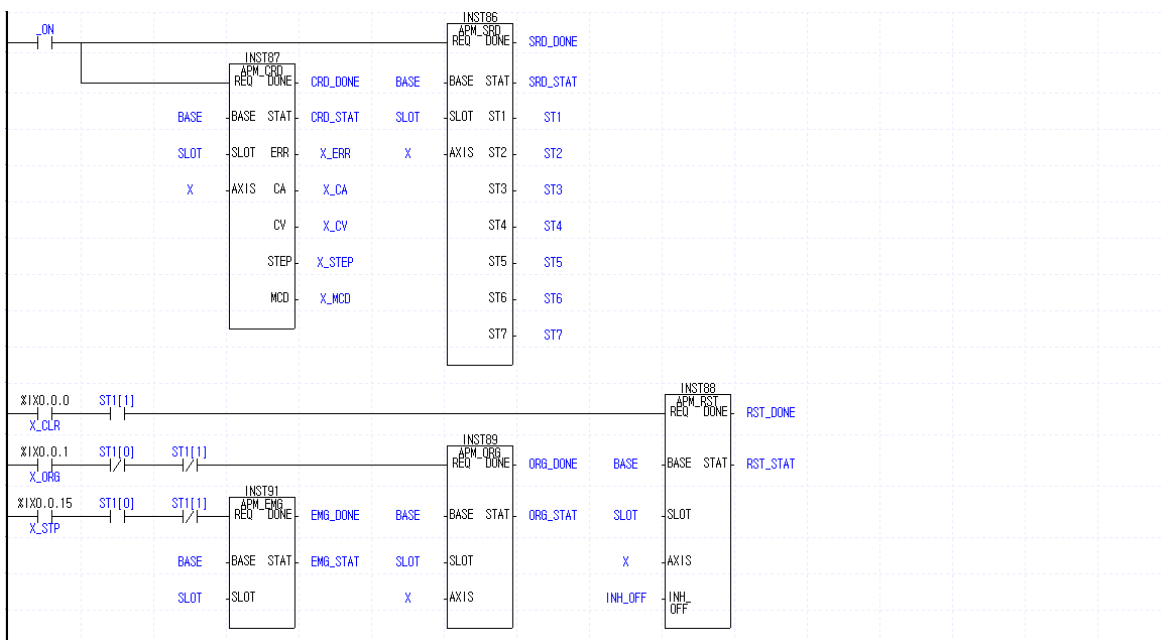 _ON
INST86
APM_SRD
REQ DONE SRD_DONE
INST87
APM_CRD
REQ DONE CRD_DONE BASE BASE STAT SRD_STAT
BASE BASE STAT CRD_STAT SLOT SLOT ST1 ST1
SLOT SLOT ERR X_ERR X AXIS ST2 ST2
X AXIS CA X_CA ST3 ST3
CV X_CV ST4 ST4
STEP X_STEP ST5 ST5
MCD X_MCD ST6 ST6
ST7 ST7
INST88
%IX0.0.0 ST1[1] APM_RST
REQ DONE RST_DONE
X_CLR
INST89
%IX0.0.1 ST1[0] ST1[1] APM_ORG
REQ DONE ORG_DONE BASE BASE STAT RST_STAT
X_ORG
INST91
%IX0.0.15 ST1[0] ST1[1] APM_EMG
REQ DONE EMG_DONE BASE BASE STAT ORG_STAT SLOT SLOT
X_STP
BASE BASE STAT EMG_STAT SLOT SLOT X AXIS
SLOT SLOT X AXIS INH_OFF INH_
OFF